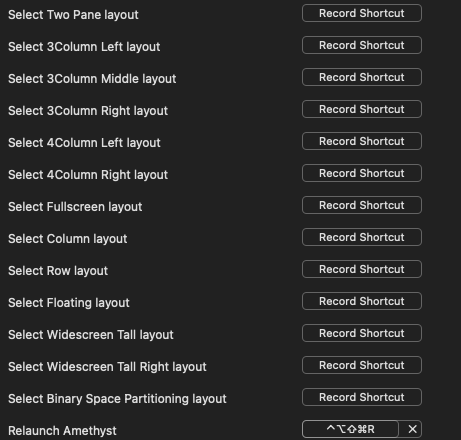 Select Two Pane layout Record Shortcut
Select 3Column Left layout Record Shortcut
Select 3Column Middle layout Record Shortcut
Select 3Column Right layout Record Shortcut
Select 4Column Left layout Record Shortcut
Select 4Column Right layout Record Shortcut
Select Fullscreen layout Record Shortcut
Select Column layout Record Shortcut
Select Row layout Record Shortcut
Select Floating layout Record Shortcut
Select Widescreen Tall layout Record Shortcut
Select Widescreen Tall Right layout Record Shortcut
Select Binary Space Partitioning layout Record Shortcut
Relaunch Amethyst ^⌥⇧⌘R ✕